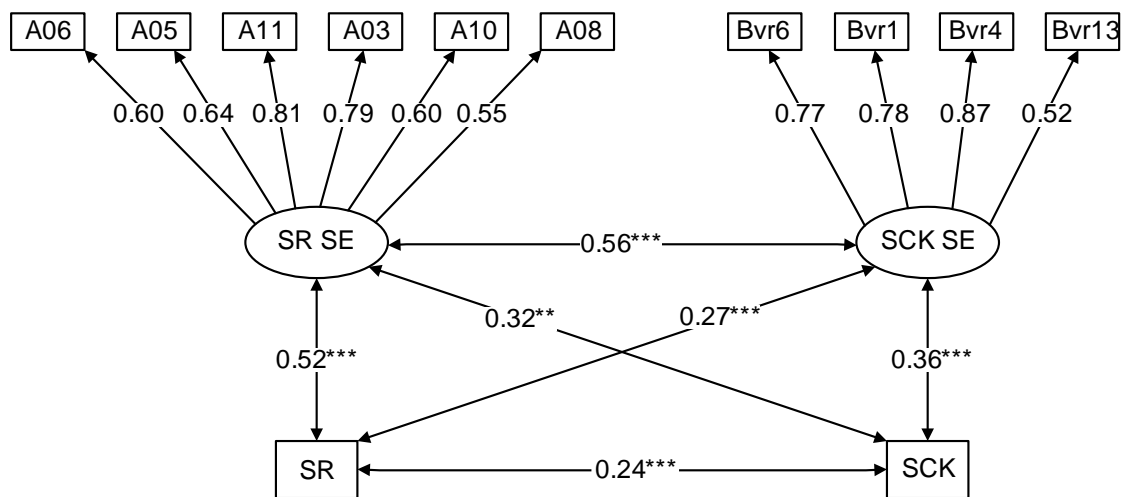 A06 A05 A11 A03 A10 A08 Bvr6 Bvr1 Bvr4 Bvr13
0.60 0.64 0.81 0.79 0.60 0.55 0.77 0.78 0.87 0.52
SR SE 0.56*** SCK SE
0.32** 0.27***
0.52*** 0.36***
SR 0.24*** SCK